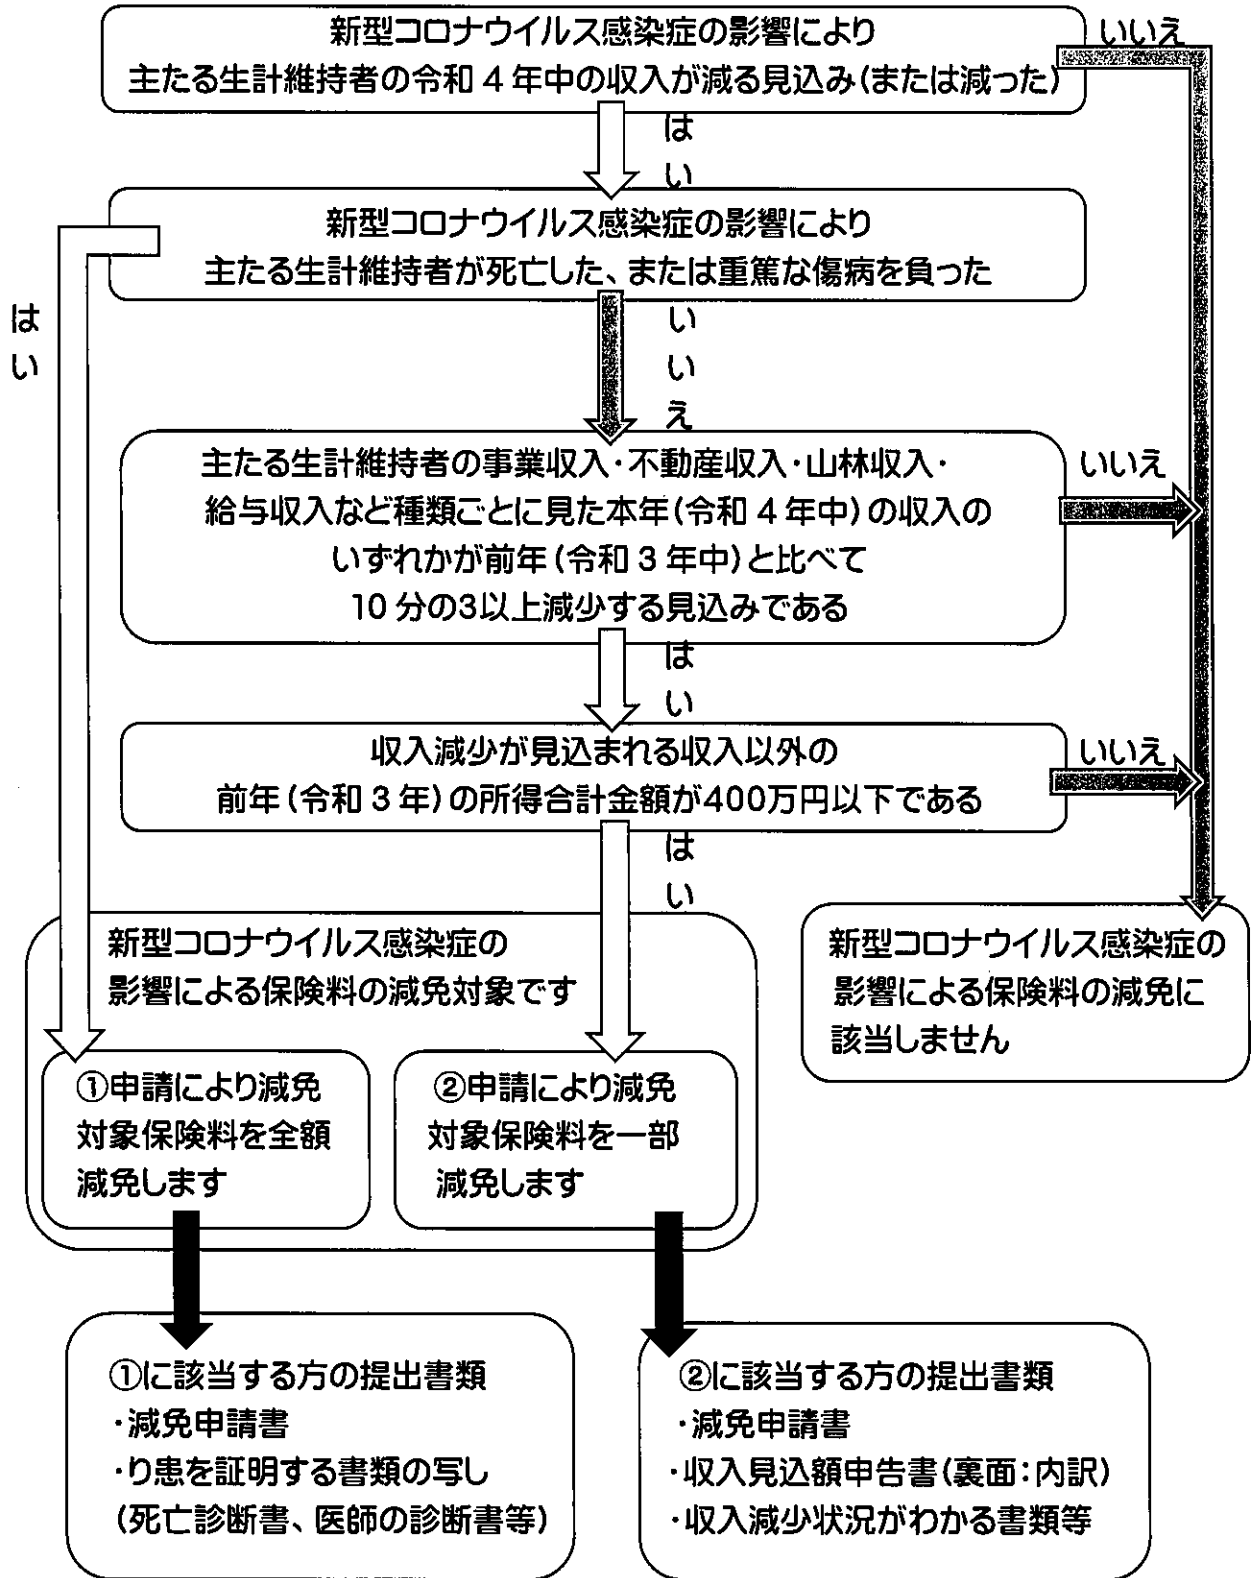 新型コロナウイルス感染症の影響により
主たる生計維持者の令和4年中の収入が減る見込み(または減った)
いいえ
はい
新型コロナウイルス感染症の影響により
主たる生計維持者が死亡した、または重篤な傷病を負った
はい
いいえ
主たる生計維持者の事業収入・不動産収入・山林収入・
給与収入など種類ごとに見た本年(令和4年中)の収入の
いずれかが前年(令和3年中)と比べて
10分の3以上減少する見込みである
いいえ
はい
収入減少が見込まれる収入以外の
前年(令和3年)の所得合計金額が400万円以下である
いいえ
はい
新型コロナウイルス感染症の
影響による保険料の減免対象です
①申請により減免
対象保険料を全額
減免します
②申請により減免
対象保険料を一部
減免します
新型コロナウイルス感染症の
影響による保険料の減免に
該当しません
①に該当する方の提出書類
・減免申請書
・り患を証明する書類の写し
(死亡診断書、医師の診断書等)
②に該当する方の提出書類
・減免申請書
・収入見込額申告書(裏面:内訳)
・収入減少状況がわかる書類等